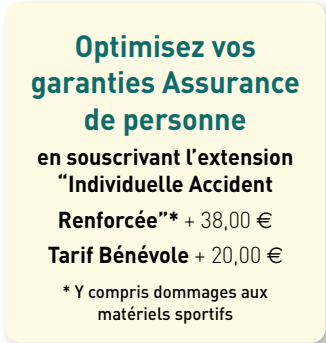 Optimisez vos
garanties Assurance
de personne
en souscrivant l’extension
“Individuelle Accident
Renforcée”* + 38,00 €
Tarif Bénévole + 20,00 €
* Y compris dommages aux
matériels sportifs